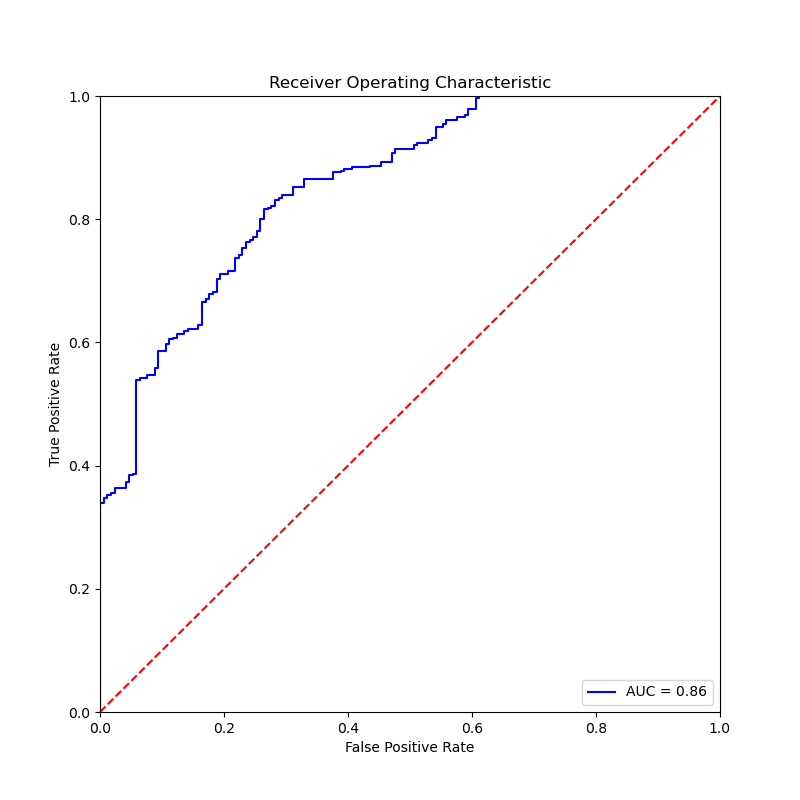 Receiver Operating Characteristic
True Positive Rate
1.0
0.8
0.6
0.4
0.2
0.0
AUC = 0.86
0.0 0.2 0.4 0.6 0.8 1.0
False Positive Rate